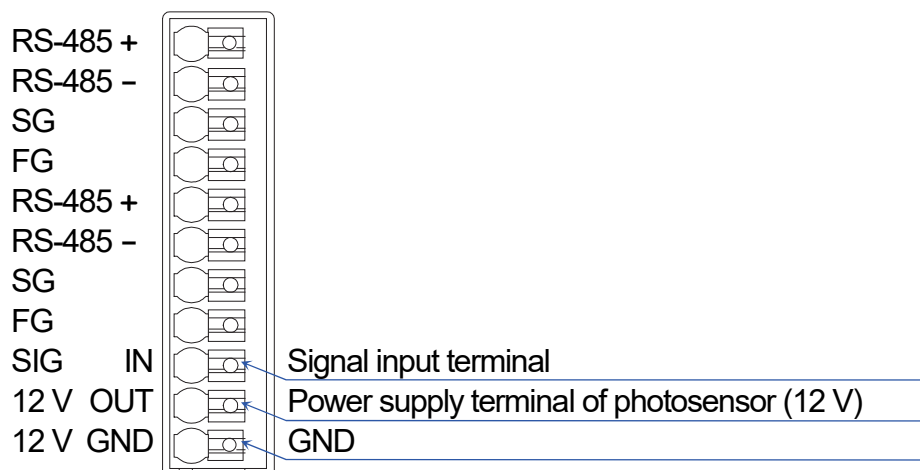 RS-485 +
RS-485 –
SG
FG
RS-485 +
RS-485 –
SG
FG
SIG IN Signal input terminal
12 V OUT Power supply terminal of photosensor (12 V)
12 V GND GND